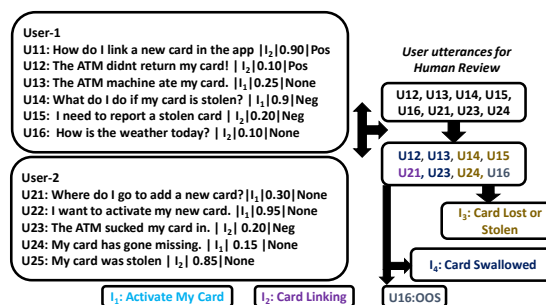 User-1
U11: How do I link a new card in the app |I₂|0.90|Pos
U12: The ATM didnt return my card! | I₂|0.10|Pos
U13: The ATM machine ate my card. |I₁|0.25|None
U14: What do I do if my card is stolen? |I₁|0.9|Neg
U15: I need to report a stolen card |I₂|0.20|Neg
U16: How is the weather today? | I₂|0.10|None
User-2
U21: Where do I go to add a new card?|I₁|0.30|None
U22: I want to activate my new card. |I₁|0.95|None
U23: The ATM sucked my card in. | I₂| 0.20|Neg
U24: My card has gone missing. | I₁| 0.15 |None
U25: My card was stolen | I₂| 0.85|None
I₁: Activate My Card
I₂: Card Linking
User utterances for
Human Review
U12, U13, U14, U15,
U16, U21, U23, U24
U12, U13, U14, U15
U21, U23, U24, U16
I₃: Card Lost or
Stolen
I₄: Card Swallowed
U16:OOS